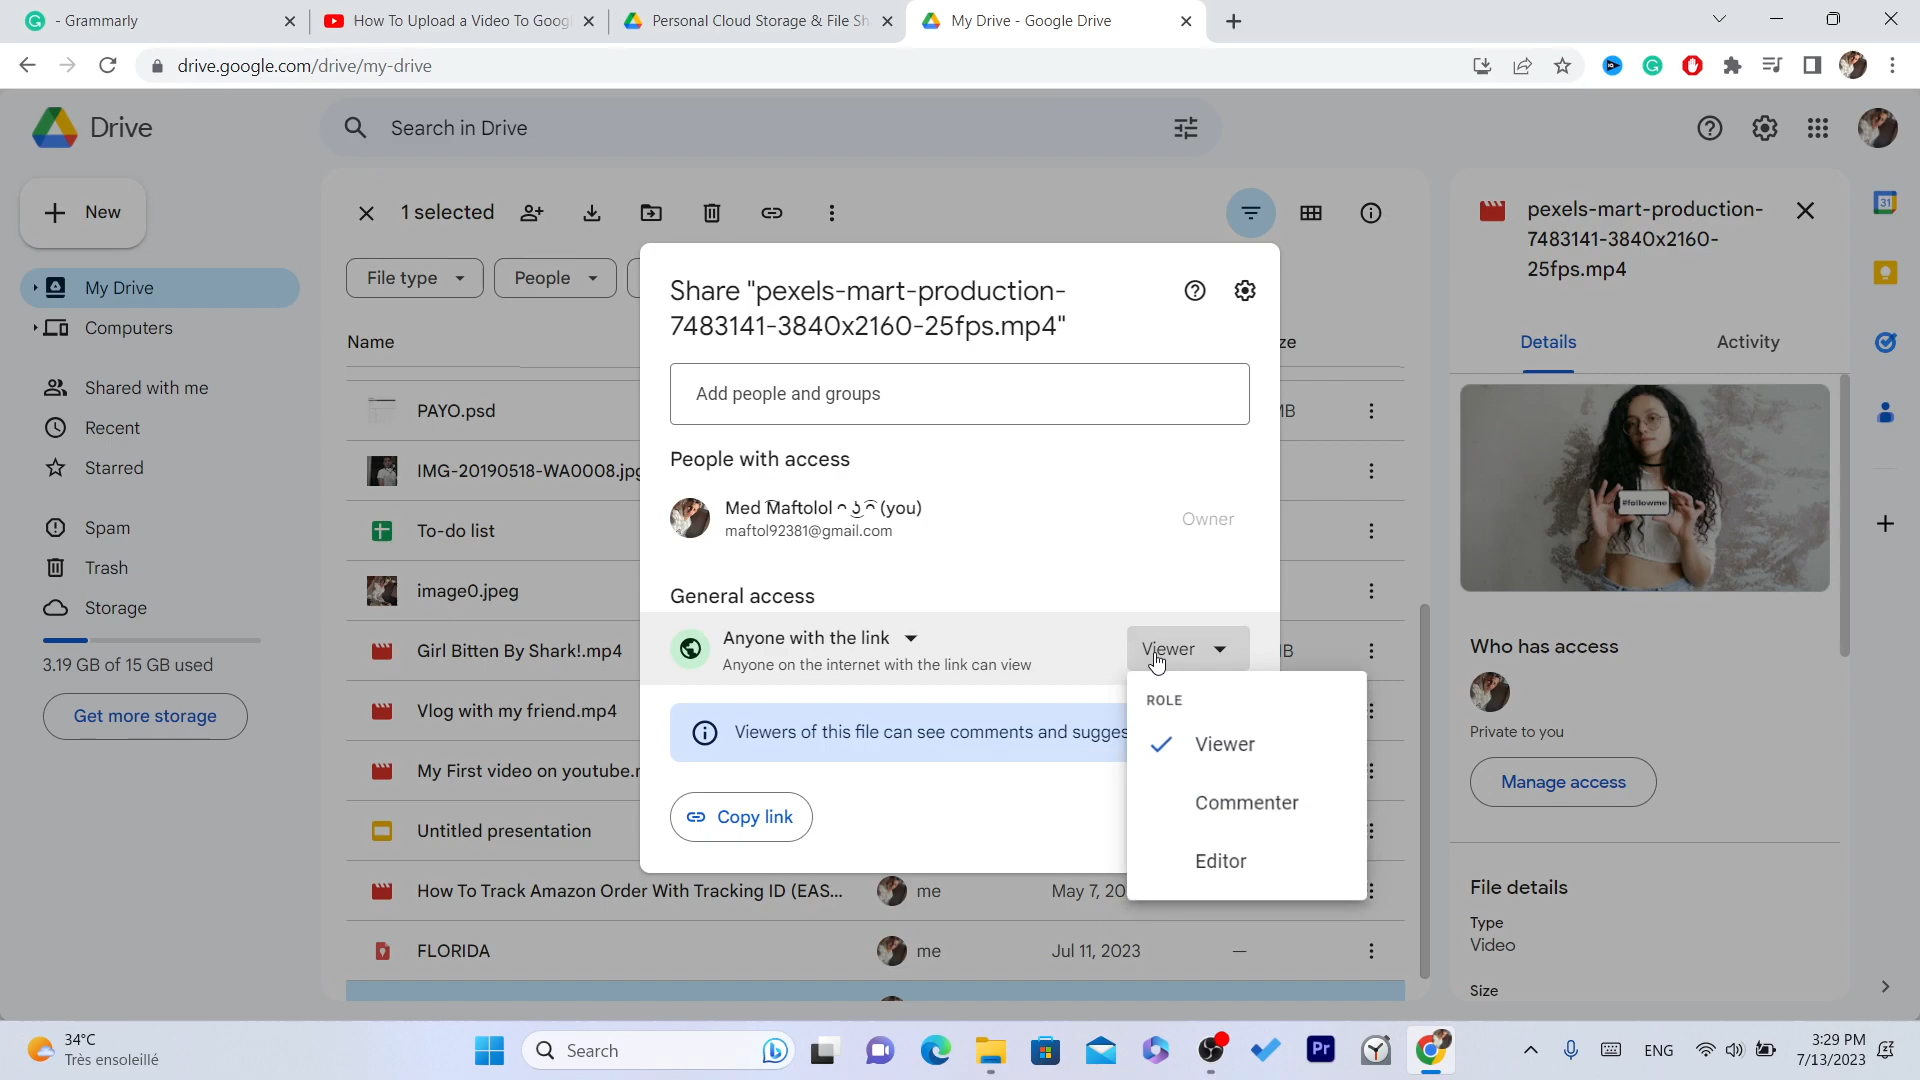 - Grammarly
How To Upload a Video To Goog
Personal Cloud Storage & File Sh
My Drive - Google Drive
drive.google.com/drive/my-drive
Drive
Search in Drive
New
1 selected
My Drive
Computers
Shared with me
Recent
Starred
Spam
Trash
Storage
3.19 GB of 15 GB used
Get more storage
File type
People
Name
ze
PAYO.psd
MB
IMG-20190518-WA0008.jpg
To-do list
image0.jpeg
Girl Bitten By Shark!.mp4
B
Vlog with my friend.mp4
My First video on youtube.
Untitled presentation
How To Track Amazon Order With Tracking ID (EAS...
me
May 7, 20
FLORIDA
me
Jul 11, 2023
—
Share "pexels-mart-production-
7483141-3840x2160-25fps.mp4"
Add people and groups
People with access
Med Maftolol (you)
maftol92381@gmail.com
Owner
General access
Anyone with the link
Anyone on the internet with the link can view
Viewer
Viewers of this file can see comments and sugges
Copy link
ROLE
Viewer
Commenter
Editor
pexels-mart-production-
7483141-3840x2160-
25fps.mp4
Details
Activity
#followme
Who has access
Private to you
Manage access
File details
Type
Video
Size
31
34°C
Très ensoleillé
Search
Pr
ENG
3:29 PM
7/13/2023